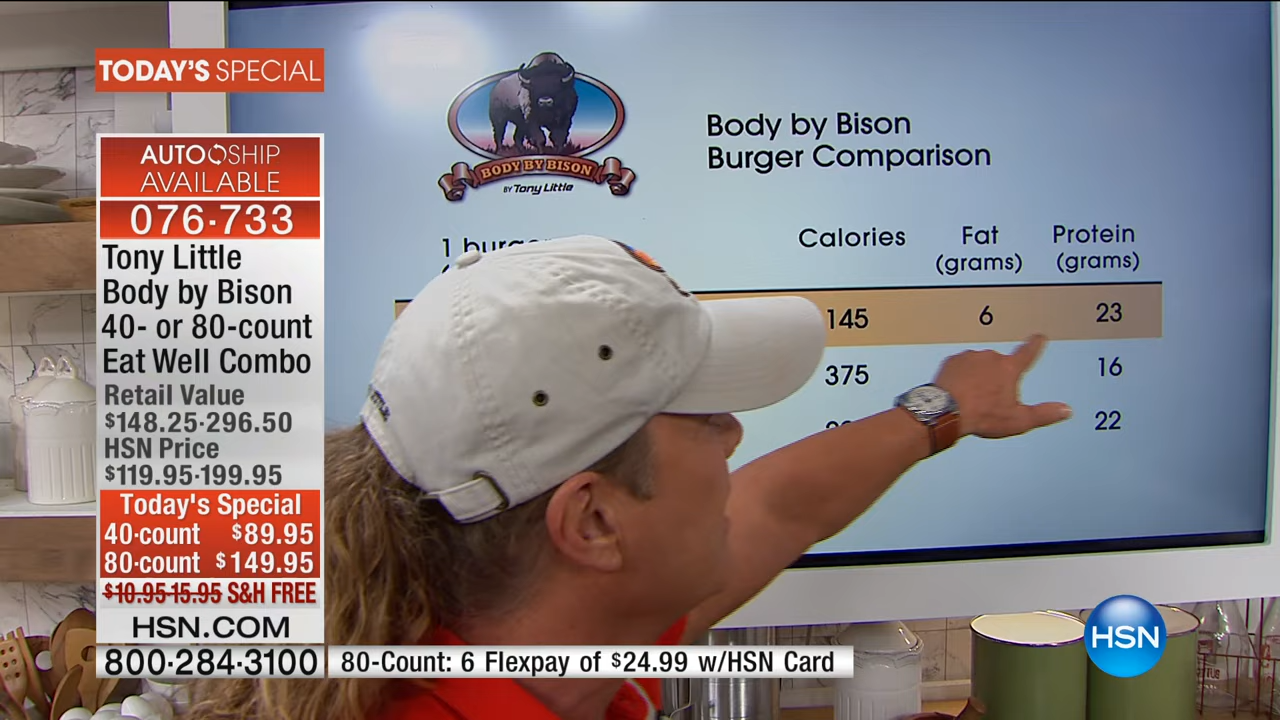 TODAY'S SPECIAL
AUTOSHIP
AVAILABLE
076·733
Tony Little
Body by Bison
40- or 80-count
Eat Well Combo
Retail Value
$148.25-296.50
HSN Price
$119.95-199.95
Today's Special
40-count $89.95
80-count $149.95
$10.95-15.95 S&H FREE
HSN.COM
800·284·3100
80-Count: 6 Flexpay of $24.99 w/HSN Card
BODY BY BISON
BY Tony Little
Body by Bison
Burger Comparison
1 burger
Calories Fat Protein
(grams) (grams)
145 6 23
375 16
22
HSN